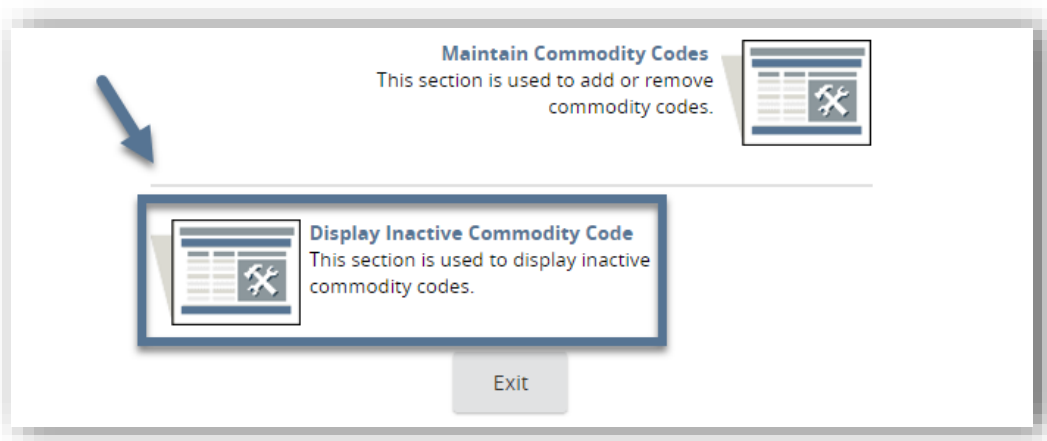 Maintain Commodity Codes
This section is used to add or remove
commodity codes.
Display Inactive Commodity Code
This section is used to display inactive
commodity codes.
Exit